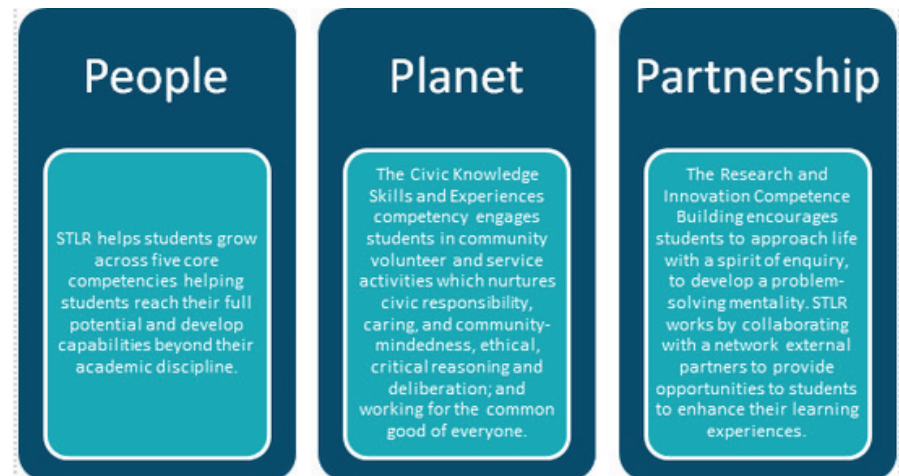 People
STLR helps students grow
across five core
competencies helping
students reach their full
potential and develop
capabilities beyond their
academic discipline.
Planet
The Civic Knowledge
Skills and Experiences
competency engages
students in community
volunteer and service
activities which nurtures
civic responsibility,
caring, and community-
mindedness, ethical,
critical reasoning and
deliberation; and
working for the common
good of everyone.
Partnership
The Research and
Innovation Competence
Building encourages
students to approach life
with a spirit of enquiry,
to develop a problem-
solving mentality. STLR
works by collaborating
with a network external
partners to provide
opportunities to students
to enhance their learning
experiences.